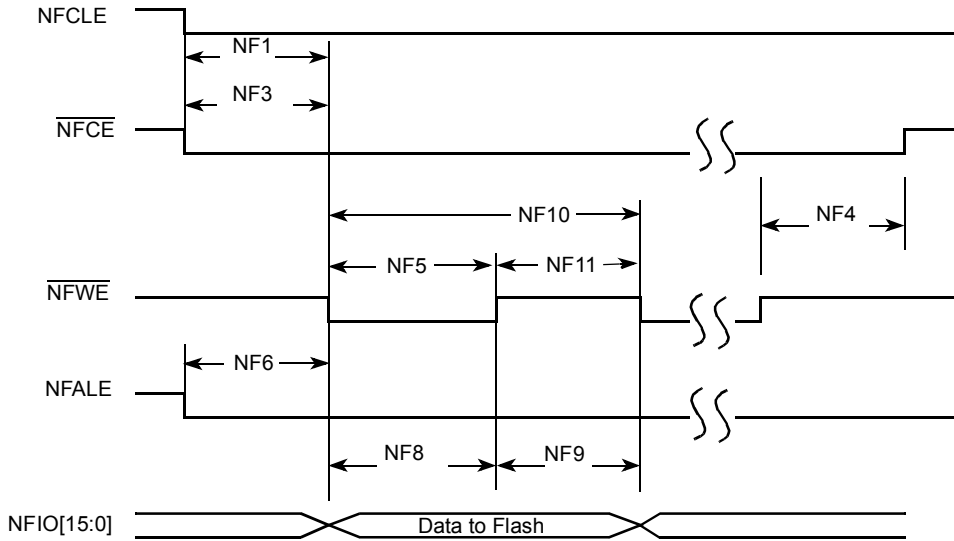 NFCLE
NF1
NF3
NFCE
NF4
NF10
NF5 NF11
NFWE
NF6
NFALE
NF8 NF9
NFIO[15:0] Data to Flash